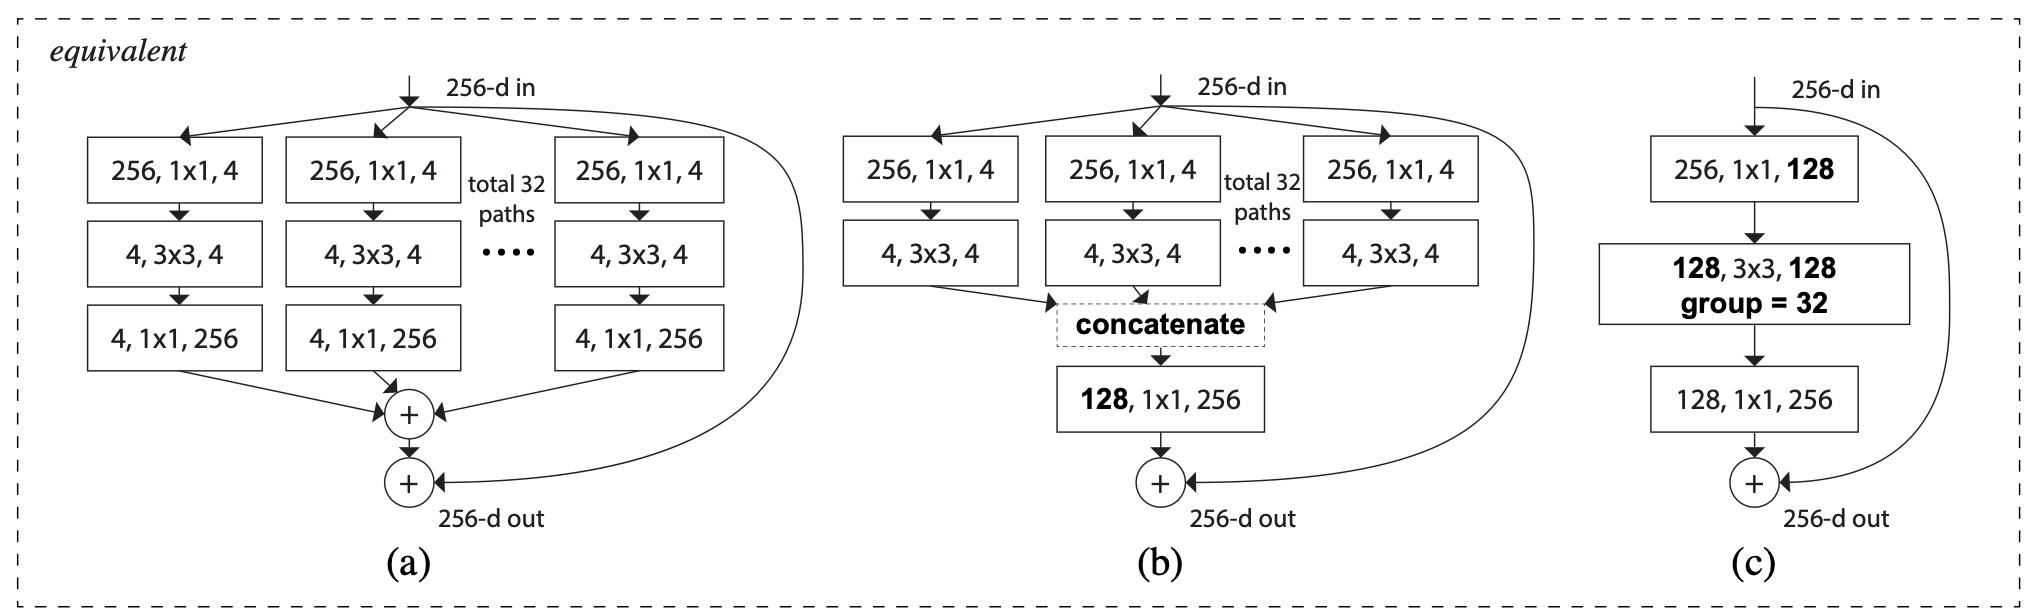 equivalent
256-d in
256, 1x1, 4
256, 1x1, 4
total 32
paths
256, 1x1, 4
4, 3x3, 4
4, 3x3, 4
....
4, 3x3, 4
4, 1x1, 256
4, 1x1, 256
4, 1x1, 256
+
+
256-d out
(a)
256-d in
256, 1x1, 4
256, 1x1, 4
total 32
paths
256, 1x1, 4
4, 3x3, 4
4, 3x3, 4
....
4, 3x3, 4
concatenate
128, 1x1, 256
+
256-d out
(b)
256-d in
256, 1x1, 128
128, 3x3, 128
group = 32
128, 1x1, 256
+
256-d out
(c)